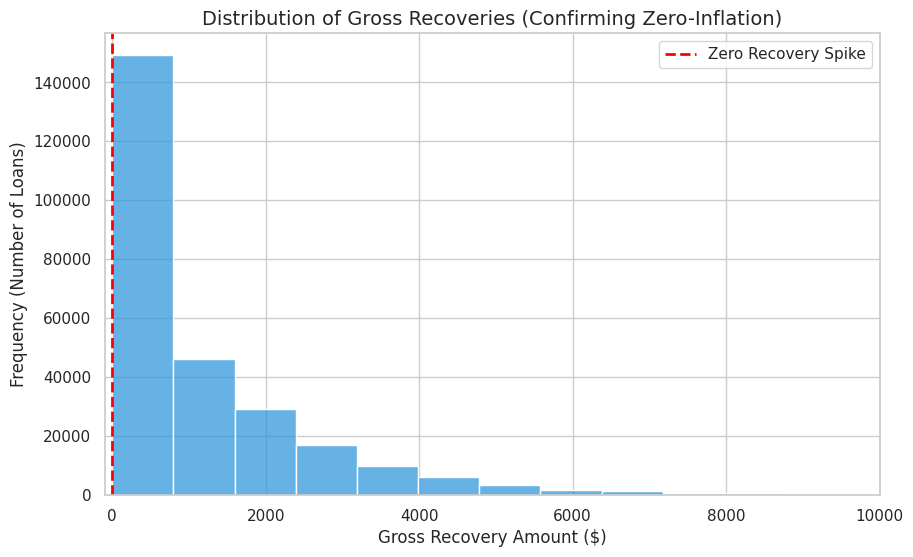 Distribution of Gross Recoveries (Confirming Zero-Inflation)
Zero Recovery Spike
Frequency (Number of Loans)
140000
120000
100000
80000
60000
40000
20000
0
0 2000 4000 6000 8000 10000
Gross Recovery Amount ($)